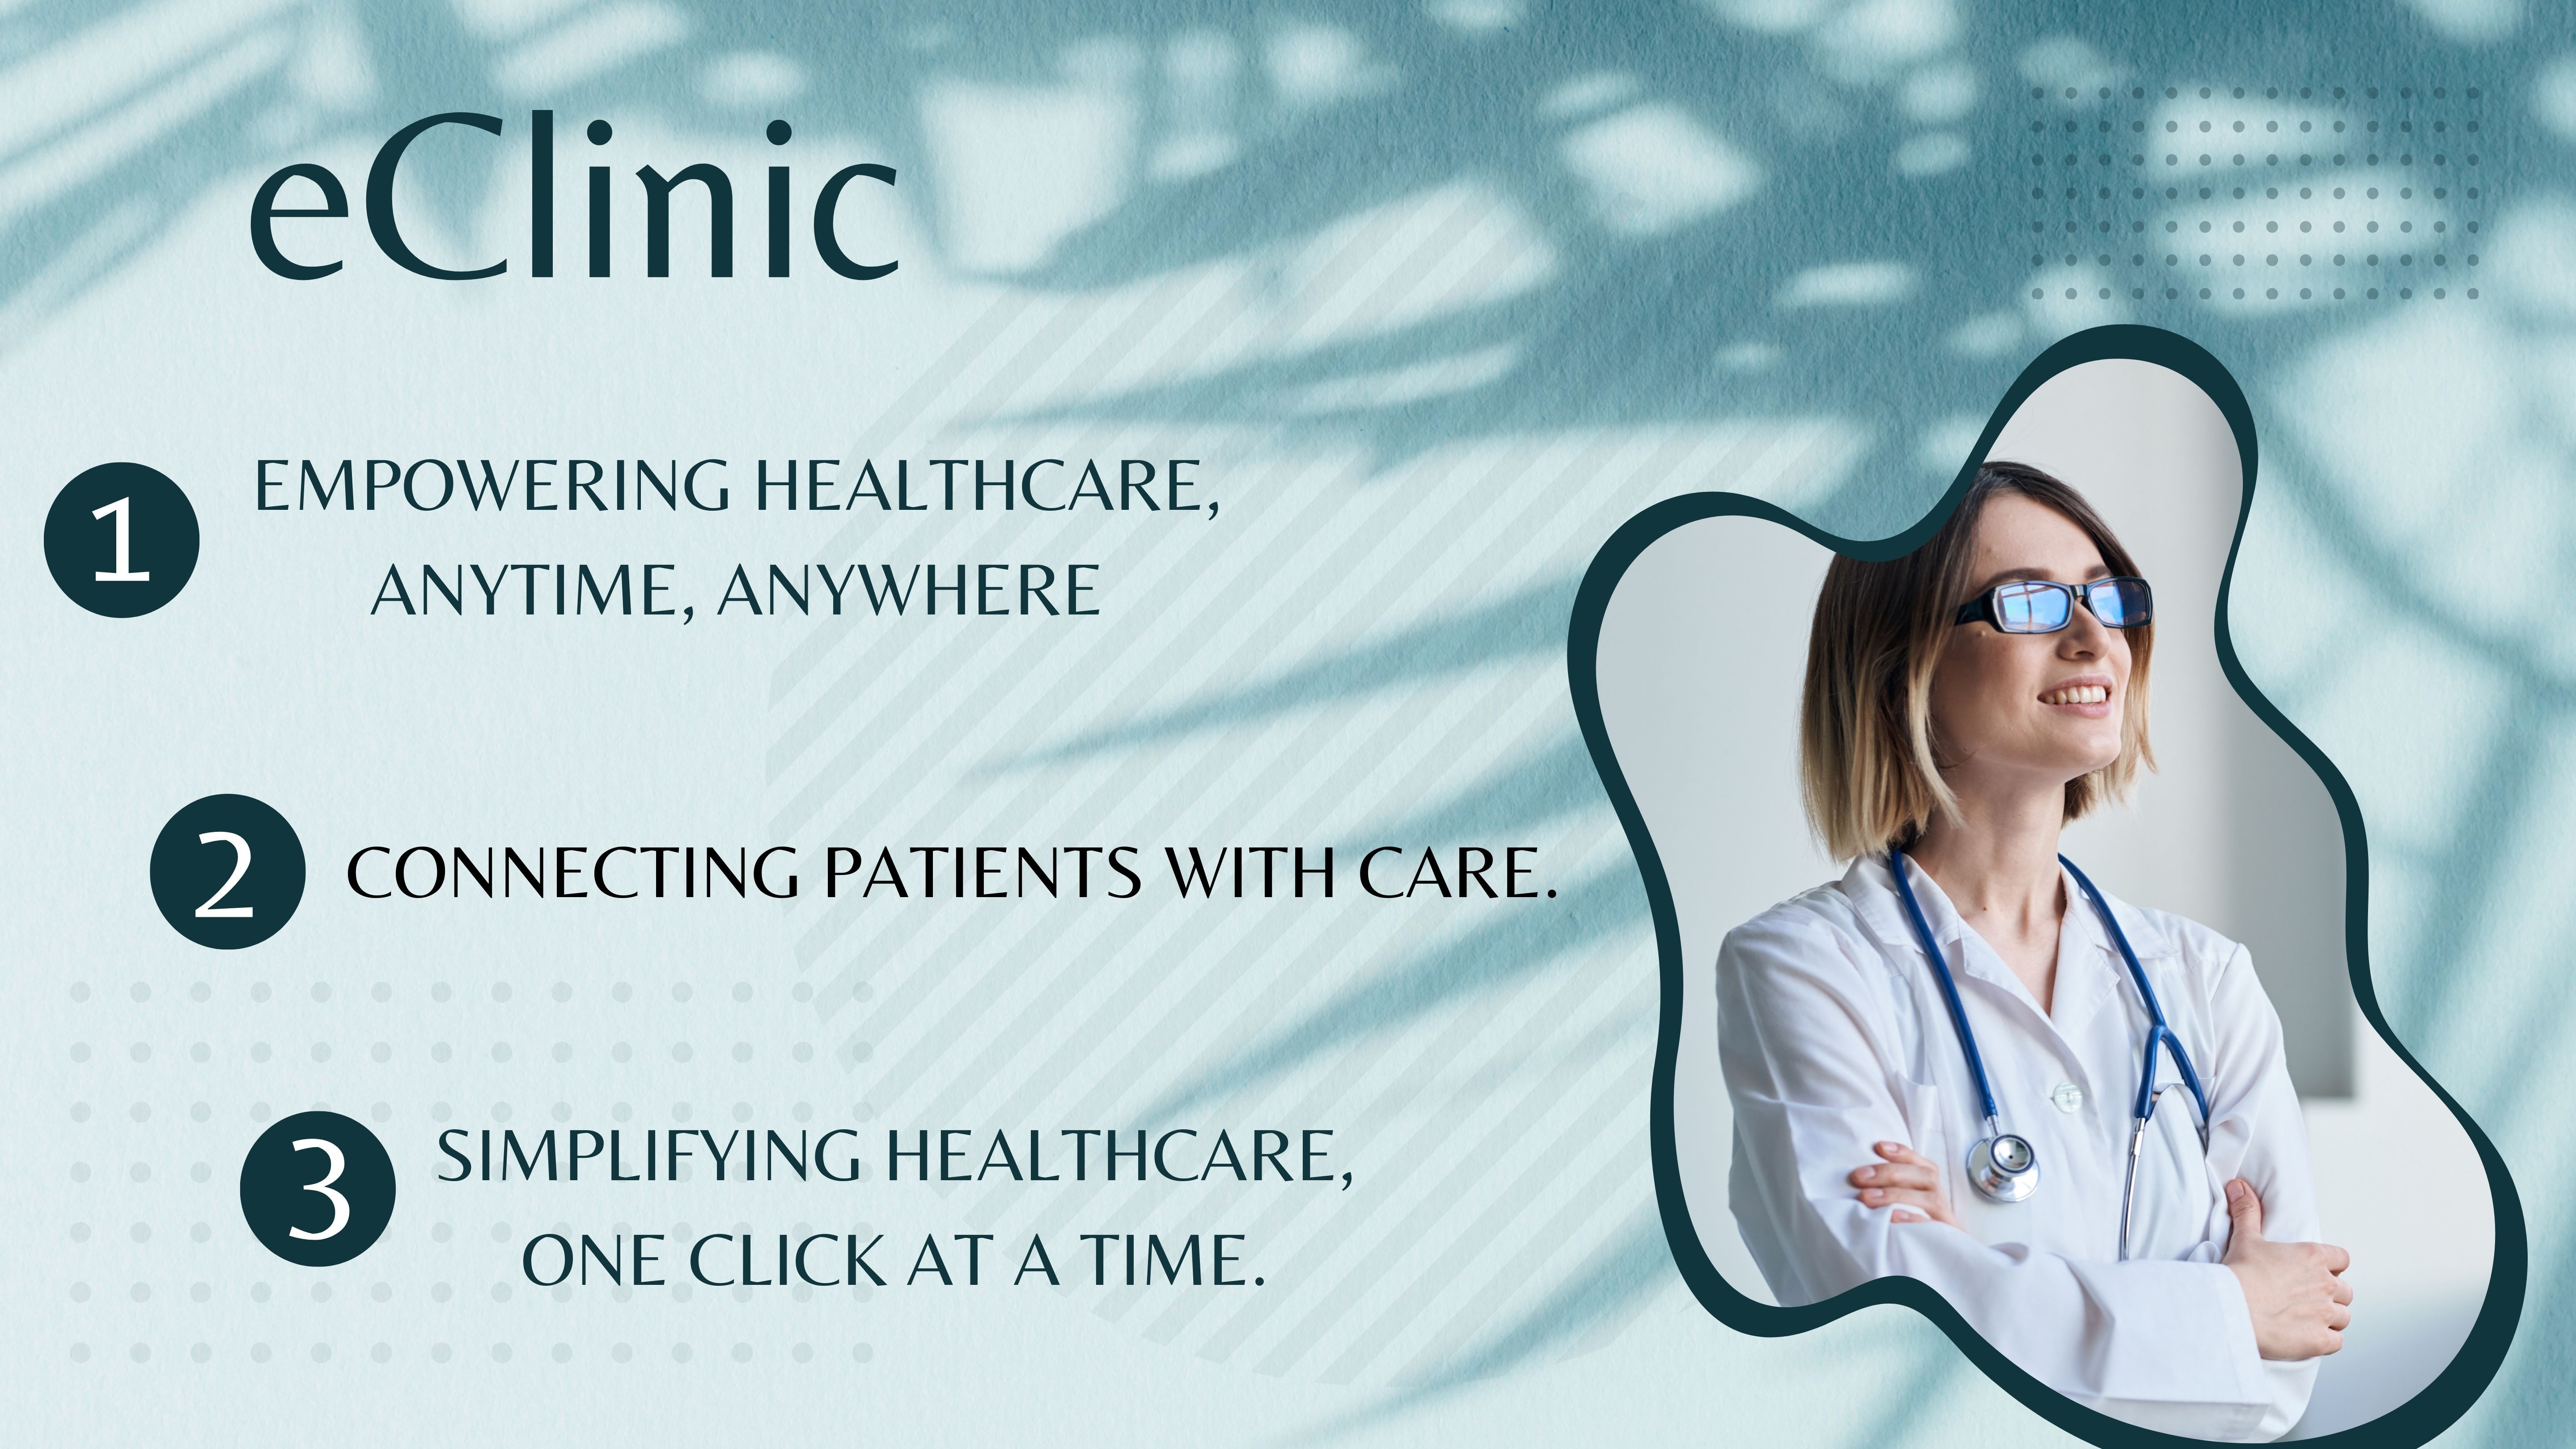 eClinic
1
EMPOWERING HEALTHCARE,
ANYTIME, ANYWHERE
2
CONNECTING PATIENTS WITH CARE.
3
SIMPLIFYING HEALTHCARE,
ONE CLICK AT A TIME.